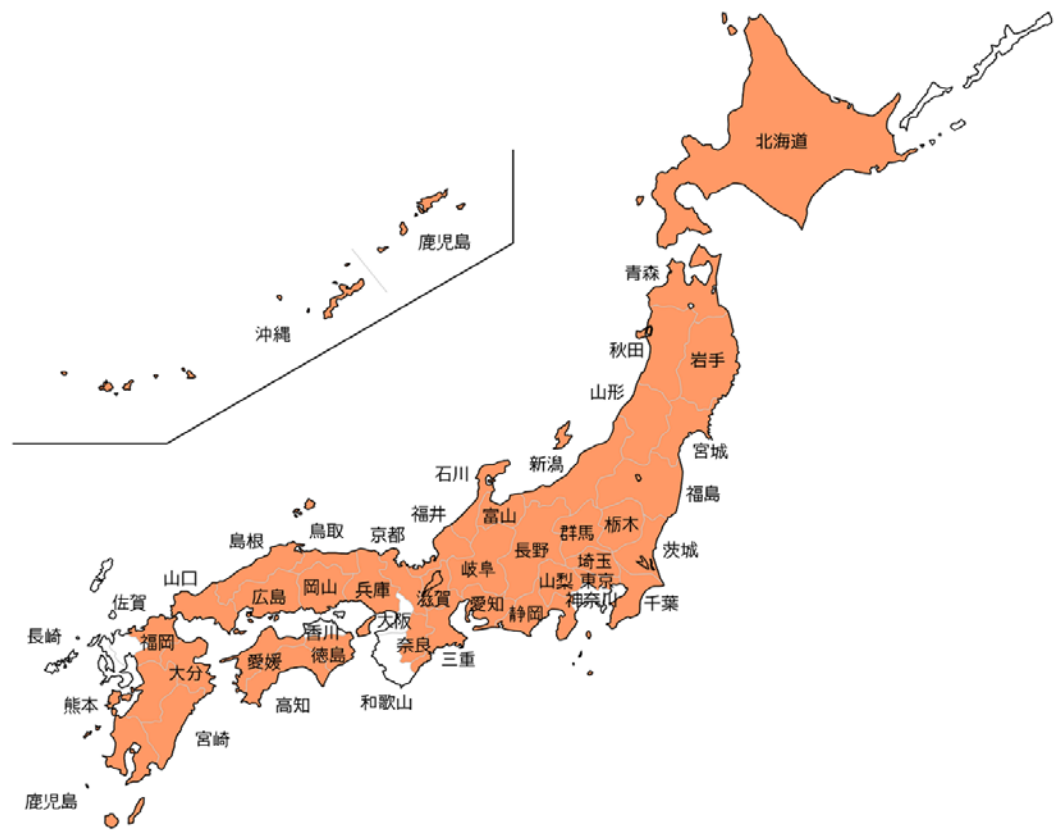 北海道
鹿児島
青森
沖縄
秋田
岩手
山形
宮城
新潟
石川
福島
福井
富山
栃木
群馬
鳥取
京都
島根
長野
茨城
埼玉
岐阜
山口
岡山
兵庫
山梨
東京
広島
滋賀
愛知
神奈川
千葉
佐賀
静岡
大阪
香川
長崎
福岡
奈良
徳島
三重
愛媛
大分
熊本
高知
和歌山
宮崎
鹿児島